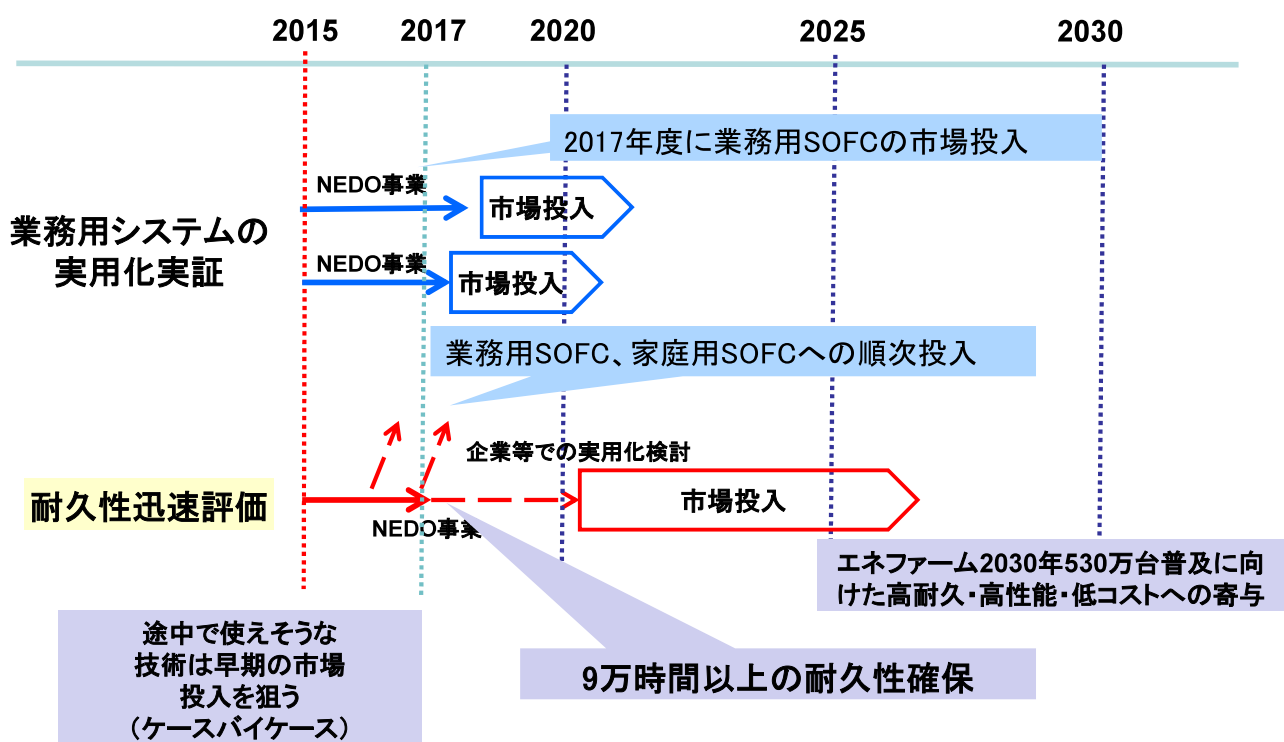 2015 2017 2020 2025 2030
2017年度に業務用SOFCの市場投入
NEDO事業
市場投入
業務用システムの
実用化実証
NEDO事業
市場投入
業務用SOFC、家庭用SOFCへの順次投入
企業等での実用化検討
耐久性迅速評価
市場投入
NEDO事業
エネファーム2030年530万台普及に向
けた高耐久・高性能・低コストへの寄与
途中で使えそうな
技術は早期の市場
投入を狙う
(ケースバイケース)
9万時間以上の耐久性確保